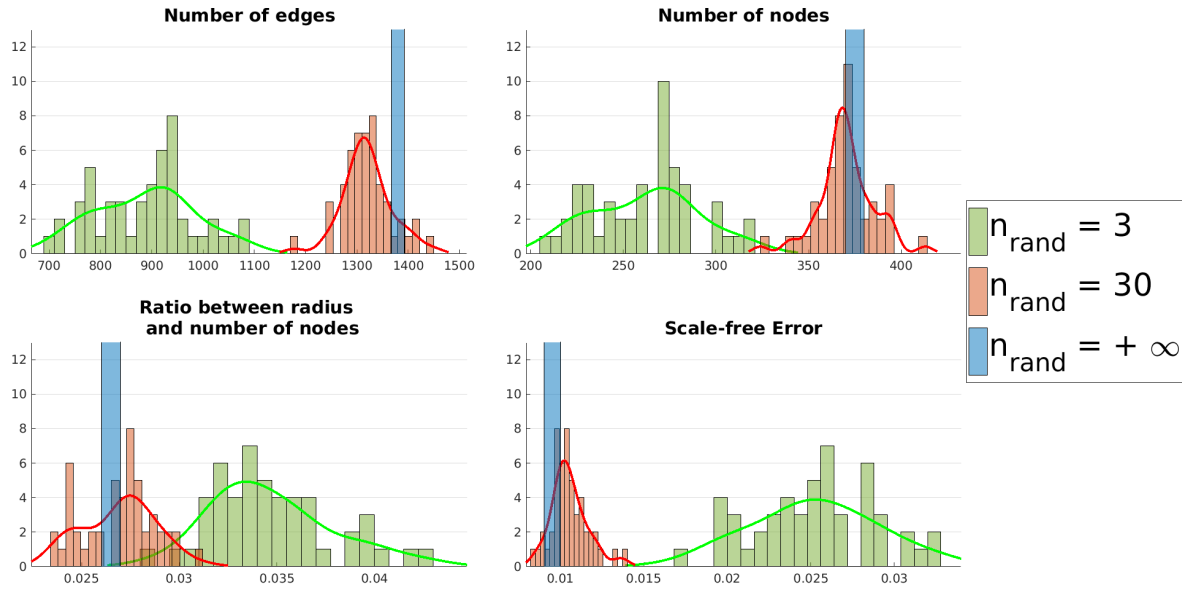 Number of edges
12
10
8
6
4
2
0
700 800 900 1000 1100 1200 1300 1400 1500
Number of nodes
12
10
8
6
4
2
0
200 250 300 350 400
Ratio between radius
and number of nodes
12
10
8
6
4
2
0
0.025 0.03 0.035 0.04
Scale-free Error
12
10
8
6
4
2
0
0.01 0.015 0.02 0.025 0.03
n_rand = 3
n_rand = 30
n_rand = + ∞